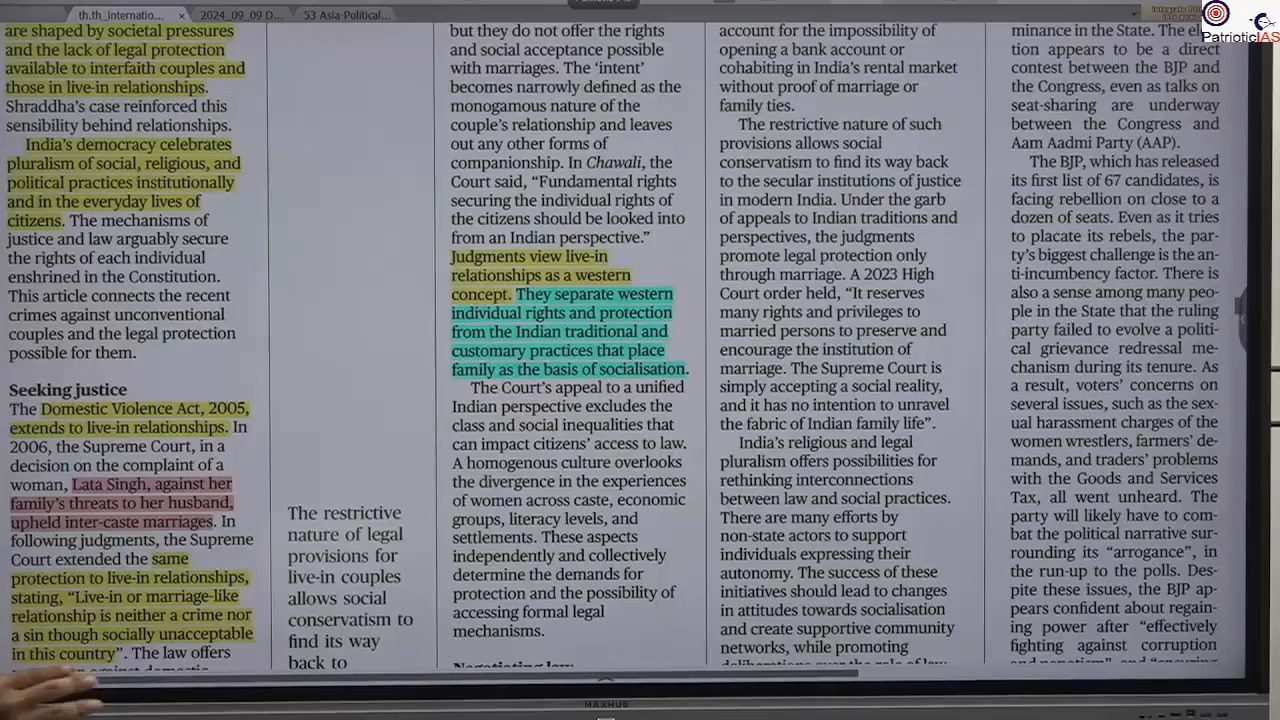 th.th_internatio...
×
2024_09_09 D...
53 Asia-Political...
PatrioticIAS
are shaped by societal pressures
and the lack of legal protection
available to interfaith couples and
those in live-in relationships.
Shraddha's case reinforced this
sensibility behind relationships.
India's democracy celebrates
pluralism of social, religious, and
political practices institutionally
and in the everyday lives of
citizens. The mechanisms of
justice and law arguably secure
the rights of each individual
enshrined in the Constitution.
This article connects the recent
crimes against unconventional
couples and the legal protection
possible for them.
Seeking justice
The Domestic Violence Act, 2005,
extends to live-in relationships. In
2006, the Supreme Court, in a
decision on the complaint of a
woman, Lata Singh, against her
family's threats to her husband,
upheld inter-caste marriages. In
following judgments, the Supreme
Court extended the same
protection to live-in relationships,
stating, “Live-in or marriage-like
relationship is neither a crime nor
a sin though socially unacceptable
in this country”. The law offers
The restrictive
nature of legal
provisions for
live-in couples
allows social
conservatism to
find its way
back to
but they do not offer the rights
and social acceptance possible
with marriages. The ‘intent’
becomes narrowly defined as the
monogamous nature of the
couple's relationship and leaves
out any other forms of
companionship. In Chawali, the
Court said, “Fundamental rights
securing the individual rights of
the citizens should be looked into
from an Indian perspective.”
Judgments view live-in
relationships as a western
concept. They separate western
individual rights and protection
from the Indian traditional and
customary practices that place
family as the basis of socialisation.
The Court's appeal to a unified
Indian perspective excludes the
class and social inequalities that
can impact citizens' access to law.
A homogenous culture overlooks
the divergence in the experiences
of women across caste, economic
groups, literacy levels, and
settlements. These aspects
independently and collectively
determine the demands for
protection and the possibility of
accessing formal legal
mechanisms.
account for the impossibility of
opening a bank account or
cohabiting in India's rental market
without proof of marriage or
family ties.
The restrictive nature of such
provisions allows social
conservatism to find its way back
to the secular institutions of justice
in modern India. Under the garb
of appeals to Indian traditions and
perspectives, the judgments
promote legal protection only
through marriage. A 2023 High
Court order held, “It reserves
many rights and privileges to
married persons to preserve and
encourage the institution of
marriage. The Supreme Court is
simply accepting a social reality,
and it has no intention to unravel
the fabric of Indian family life”.
India's religious and legal
pluralism offers possibilities for
rethinking interconnections
between law and social practices.
There are many efforts by
non-state actors to support
individuals expressing their
autonomy. The success of these
initiatives should lead to changes
in attitudes towards socialisation
and create supportive community
networks, while promoting
minance in the State. The elec-
tion appears to be a direct
contest between the BJP and
the Congress, even as talks on
seat-sharing are underway
between the Congress and
Aam Aadmi Party (AAP).
The BJP, which has released
its first list of 67 candidates, is
facing rebellion on close to a
dozen of seats. Even as it tries
to placate its rebels, the par-
ty's biggest challenge is the an-
ti-incumbency factor. There is
also a sense among many peo-
ple in the State that the ruling
party failed to evolve a politi-
cal grievance redressal me-
chanism during its tenure. As
a result, voters' concerns on
several issues, such as the sex-
ual harassment charges of the
women wrestlers, farmers' de-
mands, and traders' problems
with the Goods and Services
Tax, all went unheard. The
party will likely have to com-
bat the political narrative sur-
rounding its “arrogance”, in
the run-up to the polls. Des-
pite these issues, the BJP ap-
pears confident about regain-
ing power after “effectively
fighting against corruption
MAXHUB